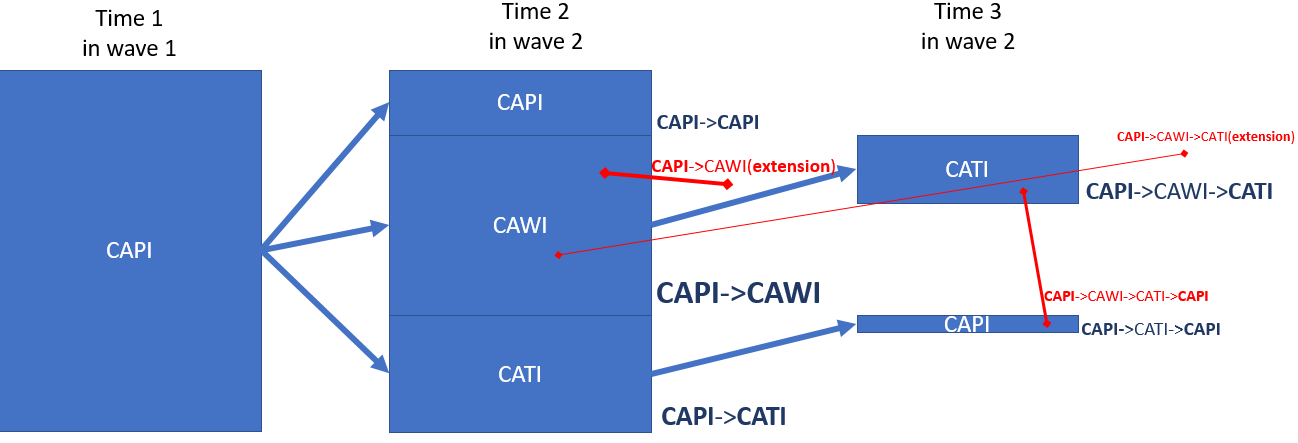 Time 1
in wave 1
Time 2
in wave 2
Time 3
in wave 2
CAPI
CAPI
CAPI->CAPI
CAPI->CAWI(extension)
CAWI
CAPI->CAWI
CATI
CAPI->CATI
CAPI->CAWI->CATI(extension)
CATI
CAPI->CAWI->CATI
CAPI->CAWI->CATI->CAPI
CAPI
CAPI->CATI->CAPI